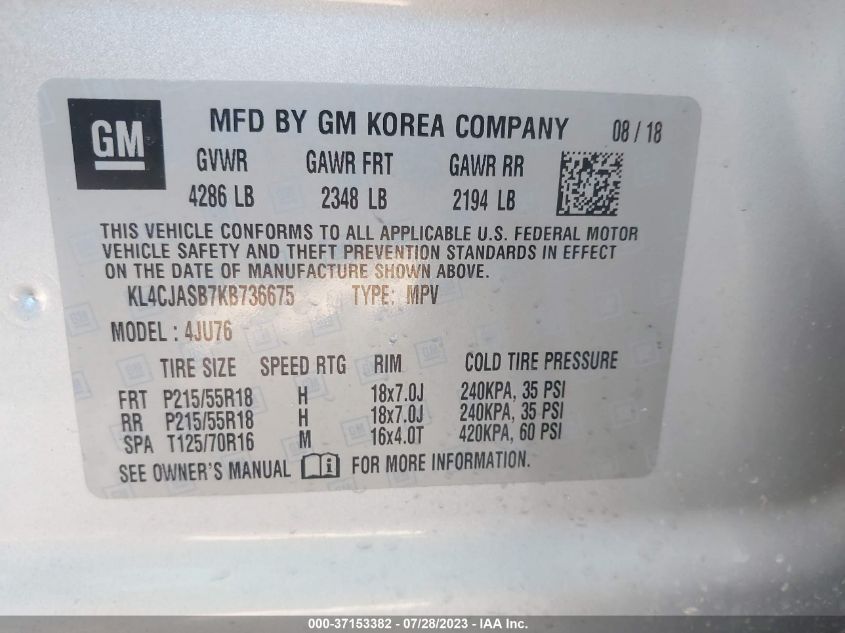 GM
MFD BY GM KOREA COMPANY 08 / 18
GVWR GAWR FRT GAWR RR
4286 LB 2348 LB 2194 LB
THIS VEHICLE CONFORMS TO ALL APPLICABLE U.S. FEDERAL MOTOR
VEHICLE SAFETY AND THEFT PREVENTION STANDARDS IN EFFECT
ON THE DATE OF MANUFACTURE SHOWN ABOVE.
KL4CJASB7KB736675 TYPE: MPV
MODEL : 4JU76
TIRE SIZE SPEED RTG RIM COLD TIRE PRESSURE
FRT P215/55R18 H 18x7.0J 240KPA, 35 PSI
RR P215/55R18 H 18x7.0J 240KPA, 35 PSI
SPA T125/70R16 M 16x4.0T 420KPA, 60 PSI
SEE OWNER'S MANUAL i FOR MORE INFORMATION.
000-37153382 - 07/28/2023 - IAA Inc.